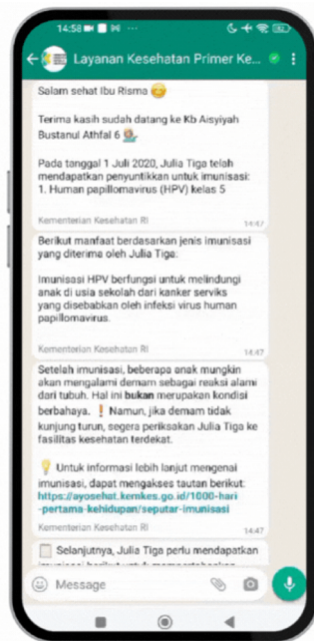 14:58
Layanan Kesehatan Primer Ke...
Salam sehat Ibu Risma
Terima kasih sudah datang ke Kb Aisyiyah
Bustanul Athfal 6
Pada tanggal 1 Juli 2020, Julia Tiga telah
mendapatkan penyuntikkan untuk imunisasi:
1. Human papillomavirus (HPV) kelas 5
Kementerian Kesehatan RI
14:47
Berikut manfaat berdasarkan jenis imunisasi
yang diterima oleh Julia Tiga:
Imunisasi HPV berfungsi untuk melindungi
anak di usia sekolah dari kanker serviks
yang disebabkan oleh infeksi virus human
papillomavirus.
Kementerian Kesehatan RI
14:47
Setelah imunisasi, beberapa anak mungkin
akan mengalami demam sebagai reaksi alami
dari tubuh. Hal ini bukan merupakan kondisi
berbahaya. ❗ Namun, jika demam tidak
kunjung turun, segera periksakan Julia Tiga ke
fasilitas kesehatan terdekat.
💡 Untuk informasi lebih lanjut mengenai
imunisasi, dapat mengakses tautan berikut:
https://ayosehat.kemkes.go.id/1000-hari
-pertama-kehidupan/seputar-imunisasi
Kementerian Kesehatan RI
14:47
Selanjutnya, Julia Tiga perlu mendapatkan
Message